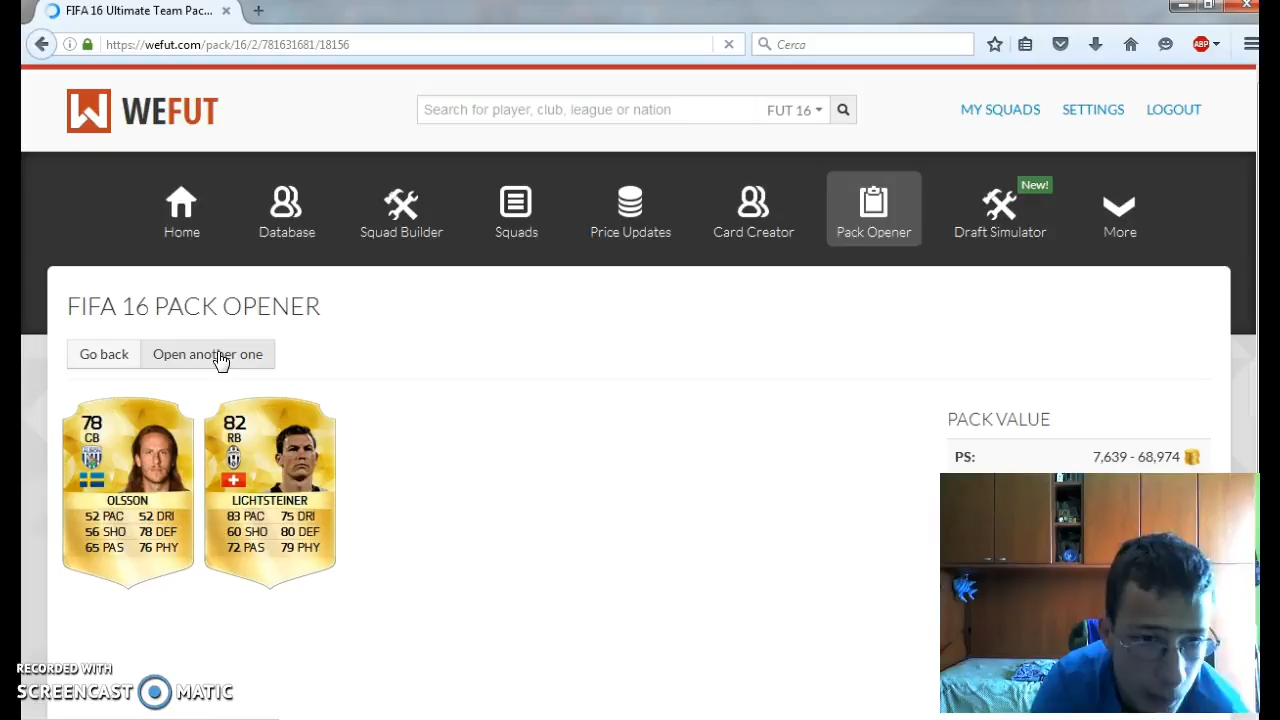 FIFA 16 Ultimate Team Pac...
https://wefut.com/pack/16/2/781631681/18156
Cerca
ABP
WEFUT
Search for player, club, league or nation
FUT 16
MY SQUADS
SETTINGS
LOGOUT
New!
Home
Database
Squad Builder
Squads
Price Updates
Card Creator
Pack Opener
Draft Simulator
More
FIFA 16 PACK OPENER
Go back
Open another one
78
CB
OLSSON
52 PAC 52 DRI
56 SHO 78 DEF
65 PAS 76 PHY
82
RB
LICHTSTEINER
83 PAC 75 DRI
60 SHO 80 DEF
72 PAS 79 PHY
PACK VALUE
PS: 7,639 - 68,974
RECORDED WITH
SCREENCAST MATIC